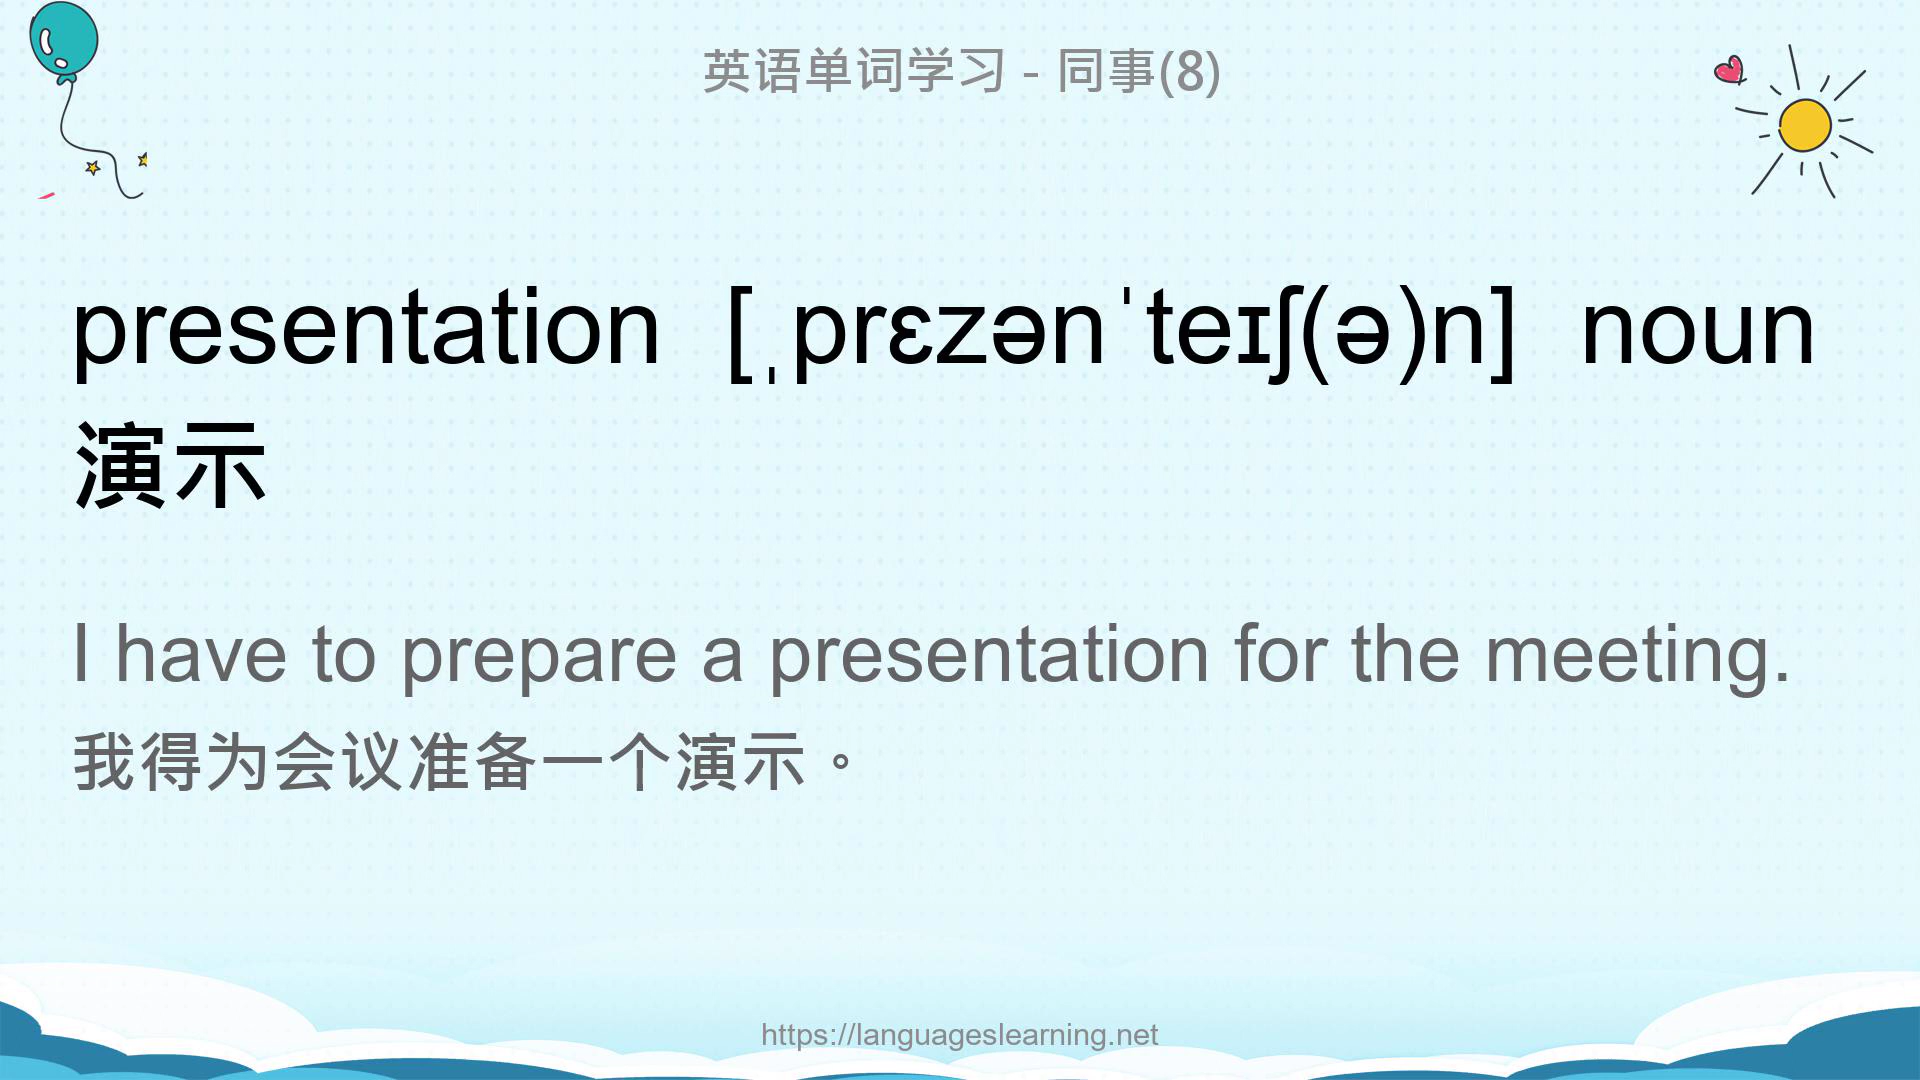 英语单词学习 - 同事(8)
presentation [ˌprɛzənˈteɪʃ(ə)n] noun
演示
I have to prepare a presentation for the meeting.
我得为会议准备一个演示。
https://languageslearning.net